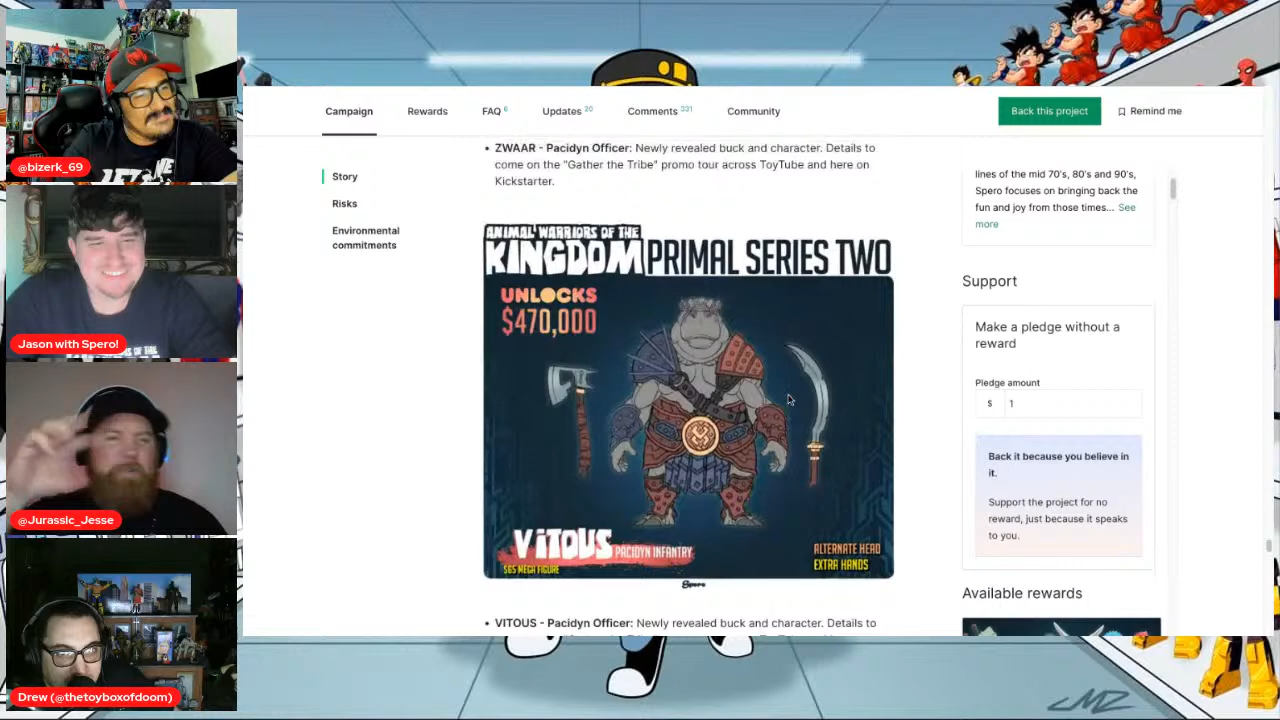 Campaign
Rewards
FAQ 6
Updates 20
Comments 331
Community
Back this project
Remind me
Story
Risks
Environmental
commitments
• ZWAAR - Pacidyn Officer: Newly revealed buck and character. Details to
come on the "Gather the Tribe" promo tour across ToyTube and here on
Kickstarter.
ANIMAL WARRIORS OF THE
KINGDOM PRIMAL SERIES TWO
UNLOCKS
$470,000
VITOUS PACIDYN INFANTRY
$65 MEGA FIGURE
ALTERNATE HEAD
EXTRA HANDS
Spero
• VITOUS - Pacidyn Officer: Newly revealed buck and character. Details to
lines of the mid 70's, 80's and 90's,
Spero focuses on bringing back the
fun and joy from those times... See
more
Support
Make a pledge without a
reward
Pledge amount
$ 1
Back it because you believe in
it.
Support the project for no
reward, just because it speaks
to you.
Available rewards
@bizerk_69
Jason with Spero!
@Jurassic_Jesse
Drew (@thetoyboxofdoom)